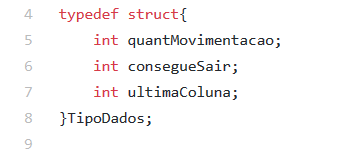 4 typedef struct{
5     int quantMovimentacao;
6     int consegueSair;
7     int ultimaColuna;
8 }TipoDados;
9